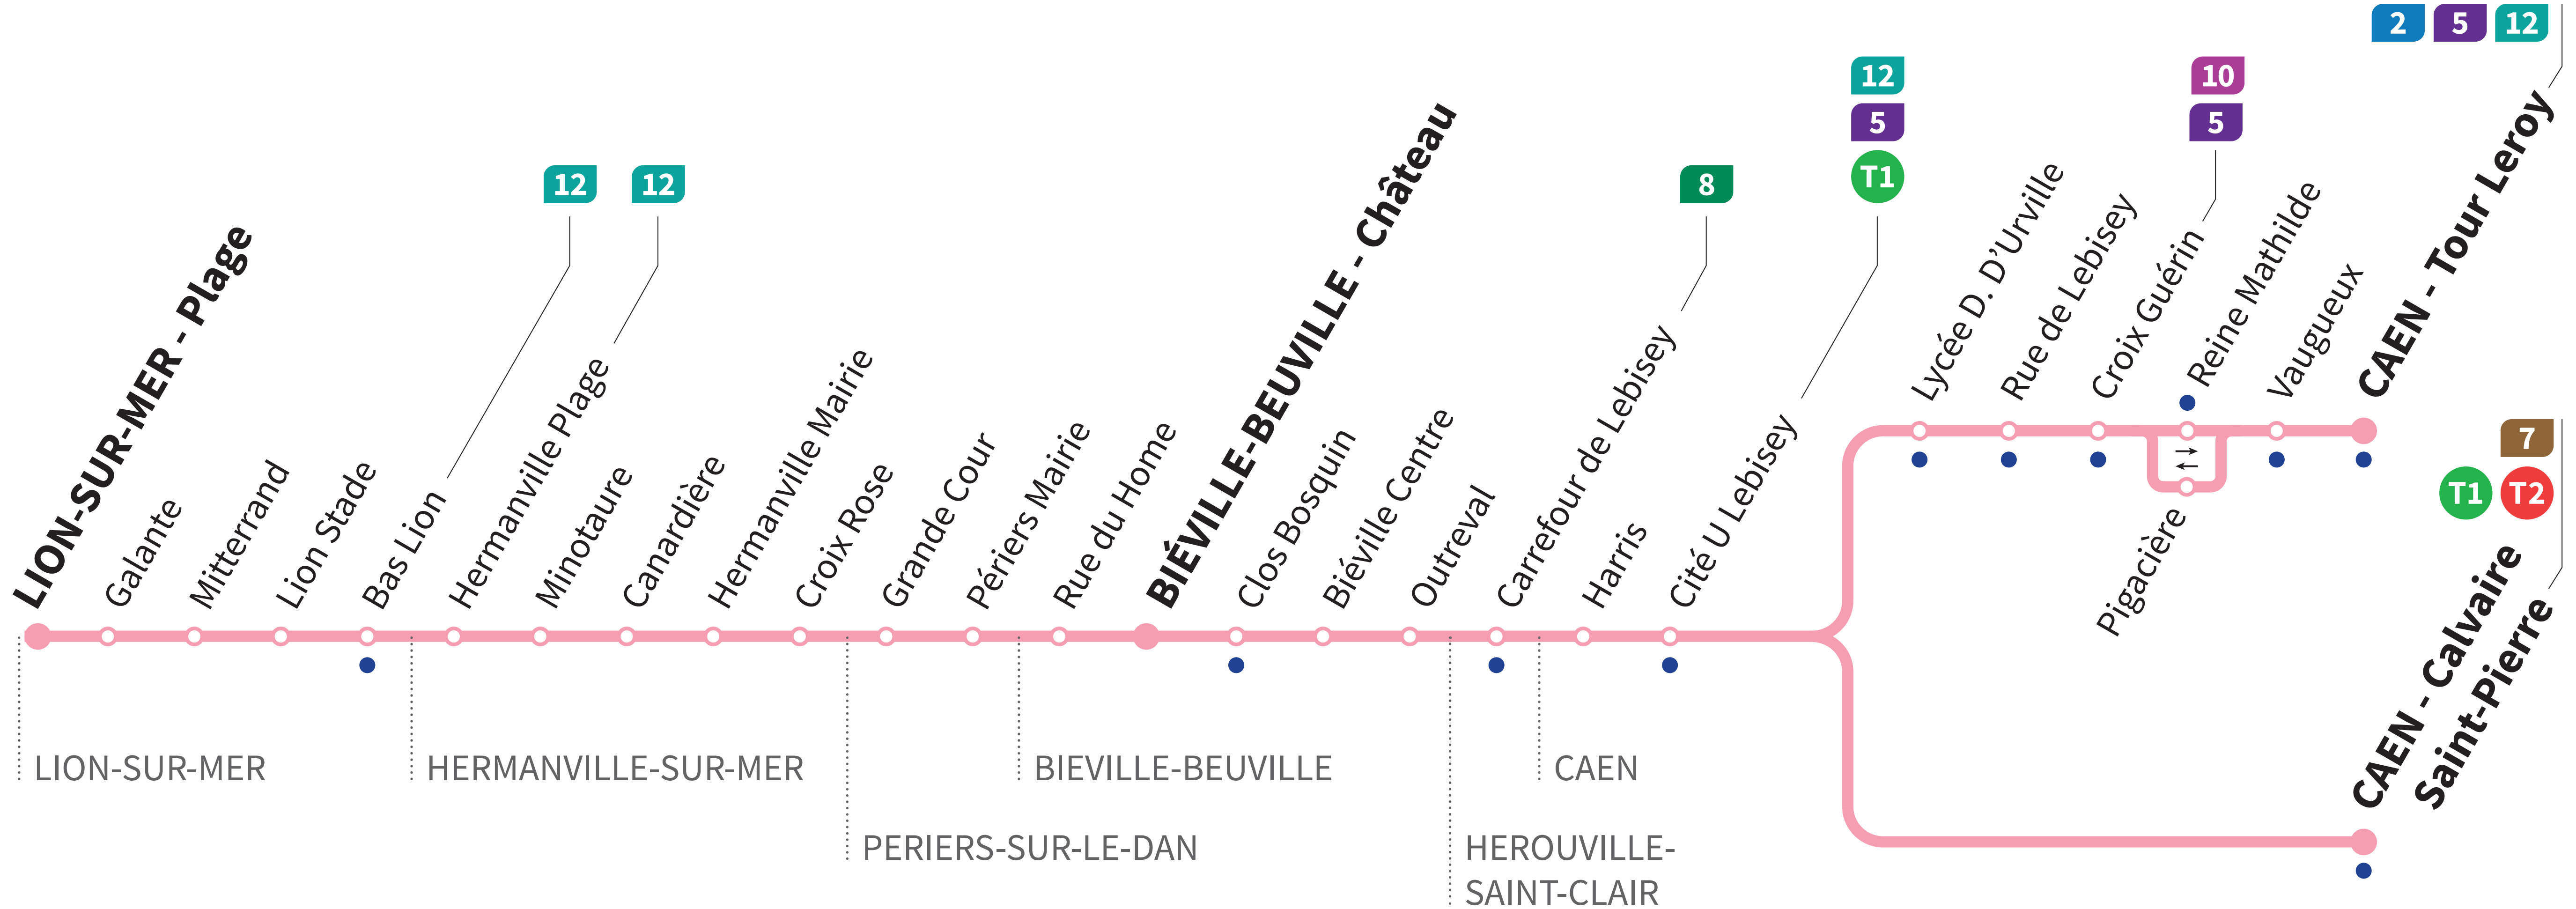 LION-SUR-MER - Plage
Galante
Mitterrand
Lion Stade
Bas Lion
12
Hermanville Plage
12
Minotaure
Canardière
Hermanville Mairie
Croix Rose
Grande Cour
Périers Mairie
Rue du Home
BIÉVILLE-BEUVILLE - Château
Clos Bosquin
Biéville Centre
Outreval
Carrefour de Lebisey
8
Harris
Cité U Lebisey
12
5
T1
Lycée D. D’Urville
Rue de Lebisey
Croix Guérin
10
5
Reine Mathilde
Pigacière
Vaugueux
CAEN - Tour Leroy
2 5 12
CAEN - Calvaire
Saint-Pierre
7
T1 T2
LION-SUR-MER
HERMANVILLE-SUR-MER
PERIERS-SUR-LE-DAN
BIEVILLE-BEUVILLE
HEROUVILLE-
SAINT-CLAIR
CAEN